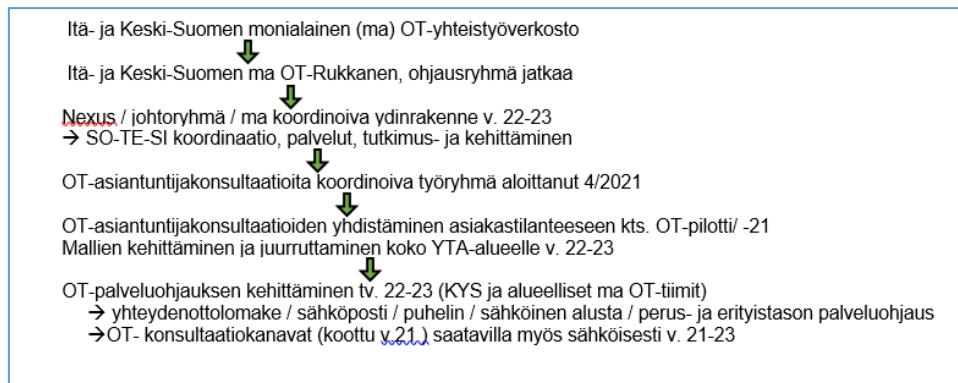 Itä- ja Keski-Suomen monialainen (ma) OT-yhteistyöverkosto
Itä- ja Keski-Suomen ma OT-Rukkanen, ohjausryhmä jatkaa
Nexus / johtoryhmä / ma koordinoiva ydinrakenne v. 22-23
→ SO-TE-SI koordinaatio, palvelut, tutkimus- ja kehittäminen
OT-asiantuntijakonsultaatioita koordinoiva työryhmä aloittanut 4/2021
OT-asiantuntijakonsultaatioiden yhdistäminen asiakastilanteeseen kts. OT-pilotti/ -21
Mallien kehittäminen ja juurruttaminen koko YTA-alueelle v. 22-23
OT-palveluohjauksen kehittäminen tv. 22-23 (KYS ja alueelliset ma OT-tiimit)
→ yhteydenottolomake / sähköposti / puhelin / sähköinen alusta / perus- ja erityistason palveluohjaus
→OT- konsultaatiokanavat (koottu v.21 ) saatavilla myös sähköisesti v. 21-23